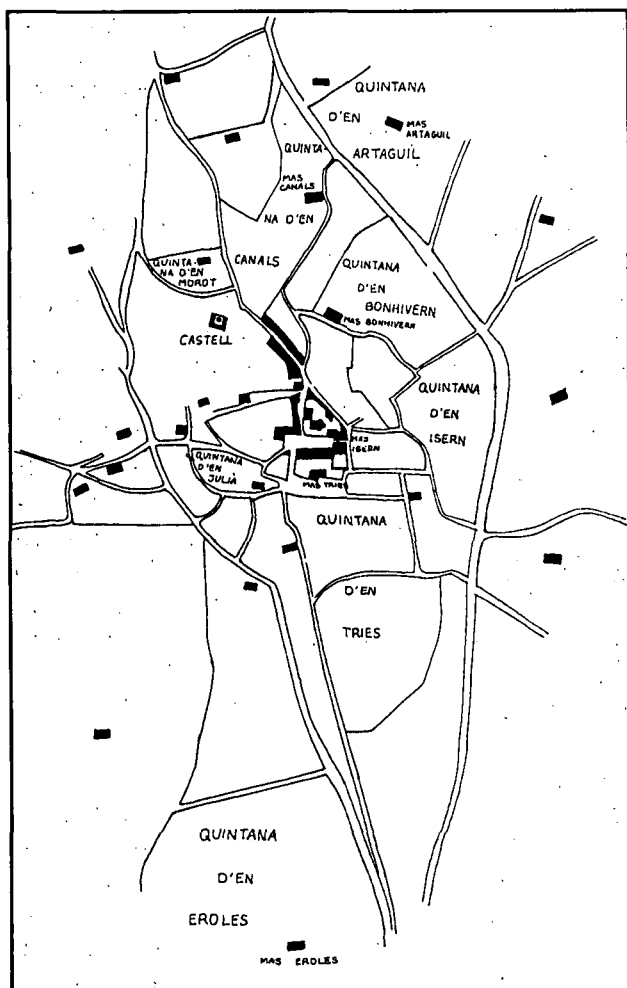 QUINTANA
D'EN
ARTAGUIL
MAS
ARTAGUIL
QUINTA-
NA D'EN
CANALS
MAS
CANALS
QUINTA-
NA D'EN
MOROT
QUINTANA
D'EN
BONHIVERN
MAS BONHIVERN
CASTELL
QUINTANA
D'EN
ISERN
MAS
ISERN
QUINTANA
D'EN
JULIÀ
MAS TRIES
QUINTANA
D'EN
TRIES
QUINTANA
D'EN
EROLES
MAS EROLES